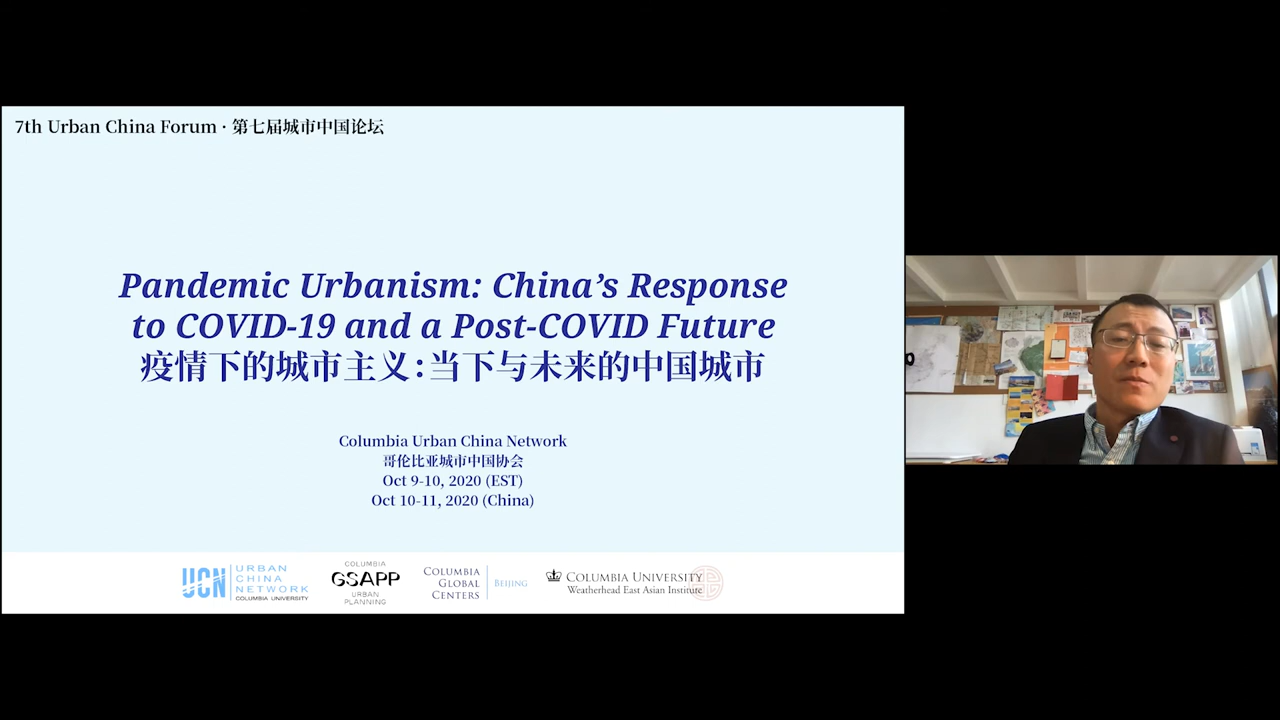 7th Urban China Forum · 第七届城市中国论坛
Pandemic Urbanism: China's Response
to COVID-19 and a Post-COVID Future
疫情下的城市主义：当下与未来的中国城市
Columbia Urban China Network
哥伦比亚城市中国协会
Oct 9-10, 2020 (EST)
Oct 10-11, 2020 (China)
UCN
URBAN
CHINA
NETWORK
COLUMBIA UNIVERSITY
COLUMBIA
GSAPP
URBAN
PLANNING
COLUMBIA
GLOBAL
CENTERS
BEIJING
COLUMBIA UNIVERSITY
Weatherhead East Asian Institute